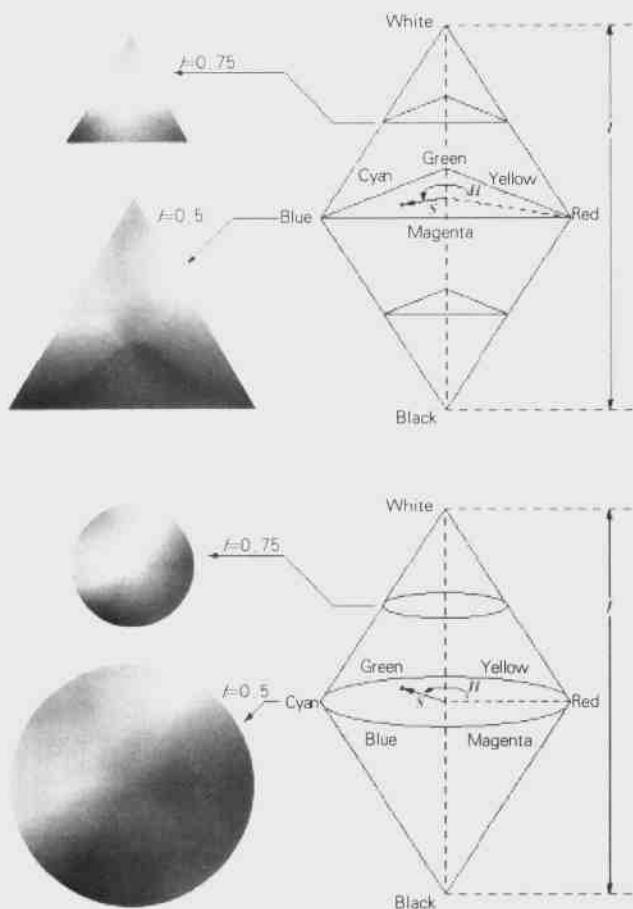 White
I=0.75
I
Green
Cyan
Yellow
H
I=0.5
S
Blue
Red
Magenta
Black
White
I=0.75
I
Green
Yellow
H
I=0.5
S
Cyan
Red
Blue
Magenta
Black